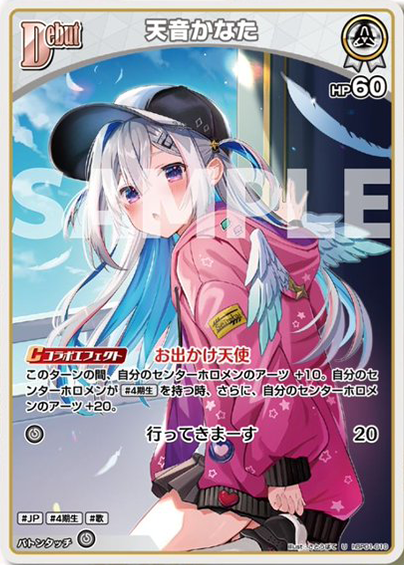 Debut
天音かなた
HP60
SAMPLE
コラボエフェクト お出かけ天使
このターンの間、自分のセンターホロメンのアーツ +10。自分のセ
ンターホロメンが #4期生 を持つ時、さらに、自分のセンターホロメ
ンのアーツ +20。
行ってきまーす 20
#JP #4期生 #歌
バトンタッチ
U hSP01-010